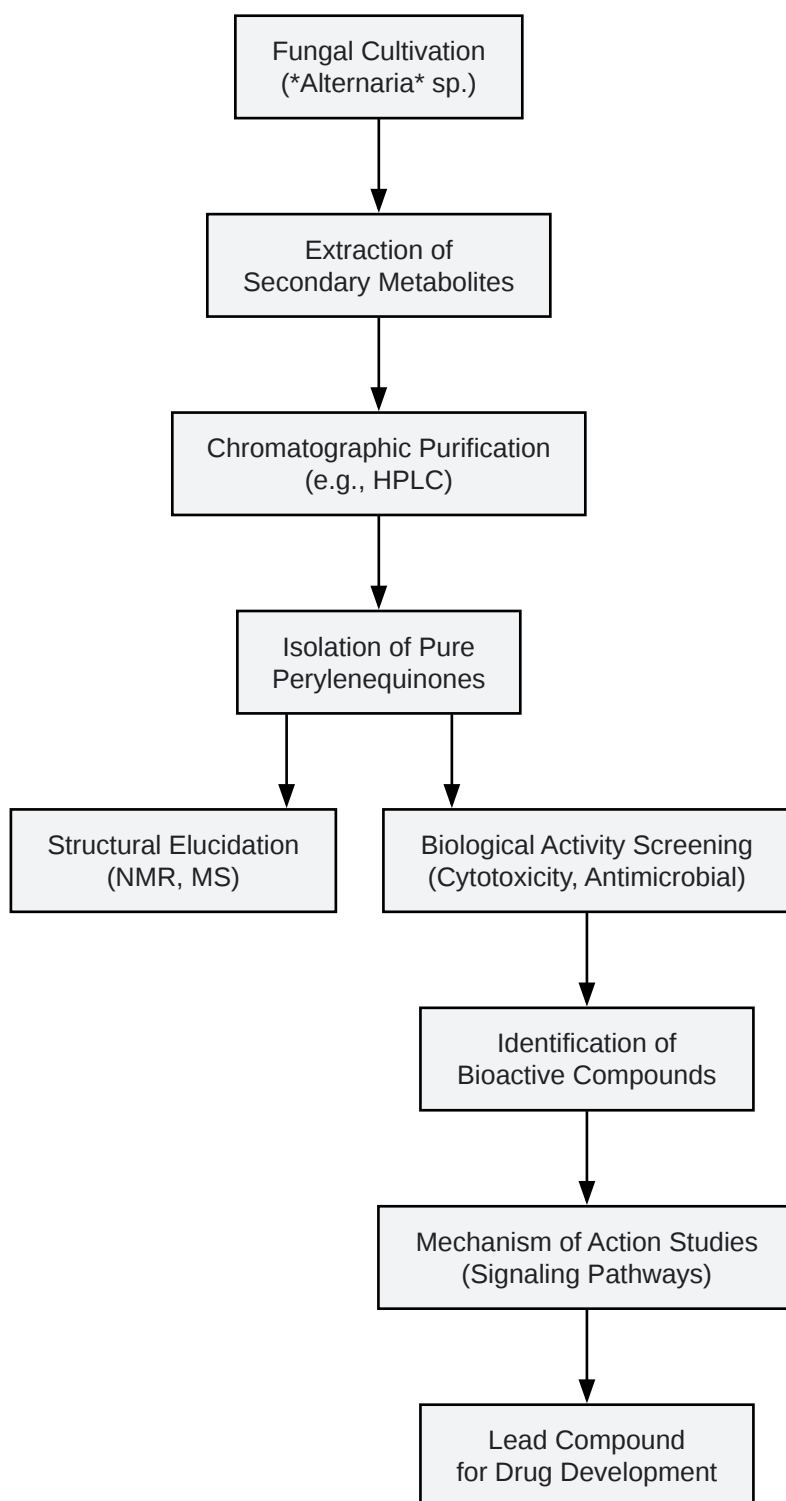 Fungal Cultivation
(*Alternaria* sp.)
Extraction of
Secondary Metabolites
Chromatographic Purification
(e.g., HPLC)
Isolation of Pure
Perylenequinones
Structural Elucidation
(NMR, MS)
Biological Activity Screening
(Cytotoxicity, Antimicrobial)
Identification of
Bioactive Compounds
Mechanism of Action Studies
(Signaling Pathways)
Lead Compound
for Drug Development